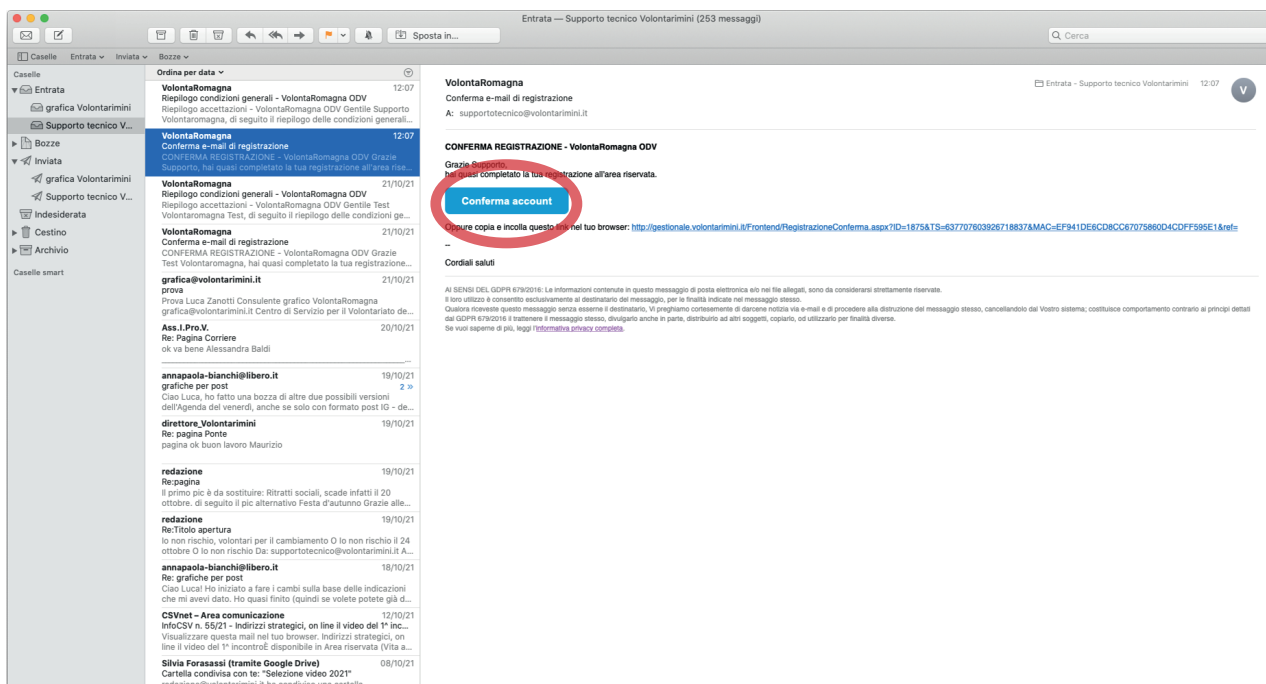 Entrata — Supporto tecnico Volontarimini (253 messaggi)
Sposta in...
Cerca
Caselle Entrata Inviata Bozze
Caselle
Entrata
grafica Volontarimini
Supporto tecnico V...
Bozze
Inviata
grafica Volontarimini
Supporto tecnico V...
Indesiderata
Cestino
Archivio
Caselle smart
Ordina per data
VolontaRomagna 12:07
Riepilogo condizioni generali - VolontaRomagna ODV
Riepilogo accettazioni - VolontaRomagna ODV Gentile Supporto
Volontaromagna, di seguito il riepilogo delle condizioni generali...
VolontaRomagna 12:07
Conferma e-mail di registrazione
CONFERMA REGISTRAZIONE - VolontaRomagna ODV Grazie
Supporto, hai quasi completato la tua registrazione all'area rise...
VolontaRomagna 21/10/21
Riepilogo condizioni generali - VolontaRomagna ODV
Riepilogo accettazioni - VolontaRomagna ODV Gentile Test
Volontaromagna Test, di seguito il riepilogo delle condizioni ge...
VolontaRomagna 21/10/21
Conferma e-mail di registrazione
CONFERMA REGISTRAZIONE - VolontaRomagna ODV Grazie
Test Volontaromagna, hai quasi completato la tua registrazione...
grafica@volontarimini.it 21/10/21
prova
Prova Luca Zanotti Consulente grafico VolontaRomagna
grafica@volontarimini.it Centro di Servizio per il Volontariato de...
Ass.I.Pro.V. 20/10/21
Re: Pagina Corriere
ok va bene Alessandra Baldi
annapaola-bianchi@libero.it 19/10/21
grafiche per post 2 »
Ciao Luca, ho fatto una bozza di altre due possibili versioni
dell'Agenda del venerdì, anche se solo con formato post IG - de...
direttore_Volontarimini 19/10/21
Re: pagina Ponte
pagina ok buon lavoro Maurizio
redazione 19/10/21
Re:pagina
Il primo pic è da sostituire: Ritratti sociali, scade infatti il 20
ottobre. di seguito il pic alternativo Festa d'autunno Grazie alle...
redazione 19/10/21
Re:Titolo apertura
Io non rischio, volontari per il cambiamento O Io non rischio il 24
ottobre O Io non rischio Da: supportotecnico@volontarimini.it A...
annapaola-bianchi@libero.it 18/10/21
Re: grafiche per post
Ciao Luca! Ho iniziato a fare i cambi sulla base delle indicazioni
che mi avevi dato. Ho quasi finito (quindi se volete potete già d...
CSVnet – Area comunicazione 12/10/21
InfoCSV n. 55/21 - Indirizzi strategici, on line il video del 1^ inc...
Visualizzare questa mail nel tuo browser. Indirizzi strategici, on
line il video del 1^ incontroÈ disponibile in Area riservata (Vita a...
Silvia Forasassi (tramite Google Drive) 08/10/21
Cartella condivisa con te: "Selezione video 2021"
VolontaRomagna Entrata - Supporto tecnico Volontarimini 12:07 V
Conferma e-mail di registrazione
A: supportotecnico@volontarimini.it
CONFERMA REGISTRAZIONE - VolontaRomagna ODV
Grazie Supporto,
hai quasi completato la tua registrazione all'area riservata.
Conferma account
Oppure copia e incolla questo link nel tuo browser: http://gestionale.volontarimini.it/Frontend/RegistrazioneConferma.aspx?ID=1875&TS=637707603926718837&MAC=EF941DE6CD8CC67075860D4CDFF595E1&ref=
--
Cordiali saluti
AI SENSI DEL GDPR 679/2016: Le informazioni contenute in questo messaggio di posta elettronica e/o nei file allegati, sono da considerarsi strettamente riservate.
Il loro utilizzo è consentito esclusivamente al destinatario del messaggio, per le finalità indicate nel messaggio stesso.
Qualora riceveste questo messaggio senza esserne il destinatario, Vi preghiamo cortesemente di darcene notizia via e-mail e di procedere alla distruzione del messaggio stesso, cancellandolo dal Vostro sistema; costituisce comportamento contrario ai principi dettati
dal GDPR 679/2016 il trattenere il messaggio stesso, divulgarlo anche in parte, distribuirlo ad altri soggetti, copiarlo, od utilizzarlo per finalità diverse.
Se vuoi saperne di più, leggi l'informativa privacy completa.